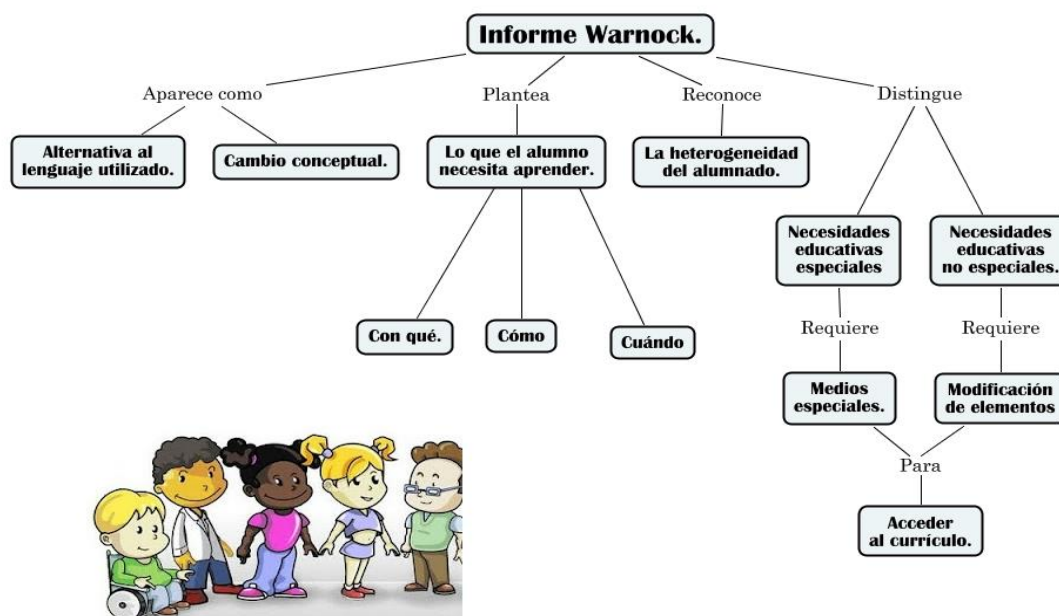 Informe Warnock.
Aparece como
Plantea
Reconoce
Distingue
Alternativa al
lenguaje utilizado.
Cambio conceptual.
Lo que el alumno
necesita aprender.
La heterogeneidad
del alumnado.
Necesidades
educativas
especiales
Necesidades
educativas
no especiales.
Con qué.
Cómo
Cuándo
Requiere
Requiere
Medios
especiales.
Modificación
de elementos
Para
Acceder
al currículo.